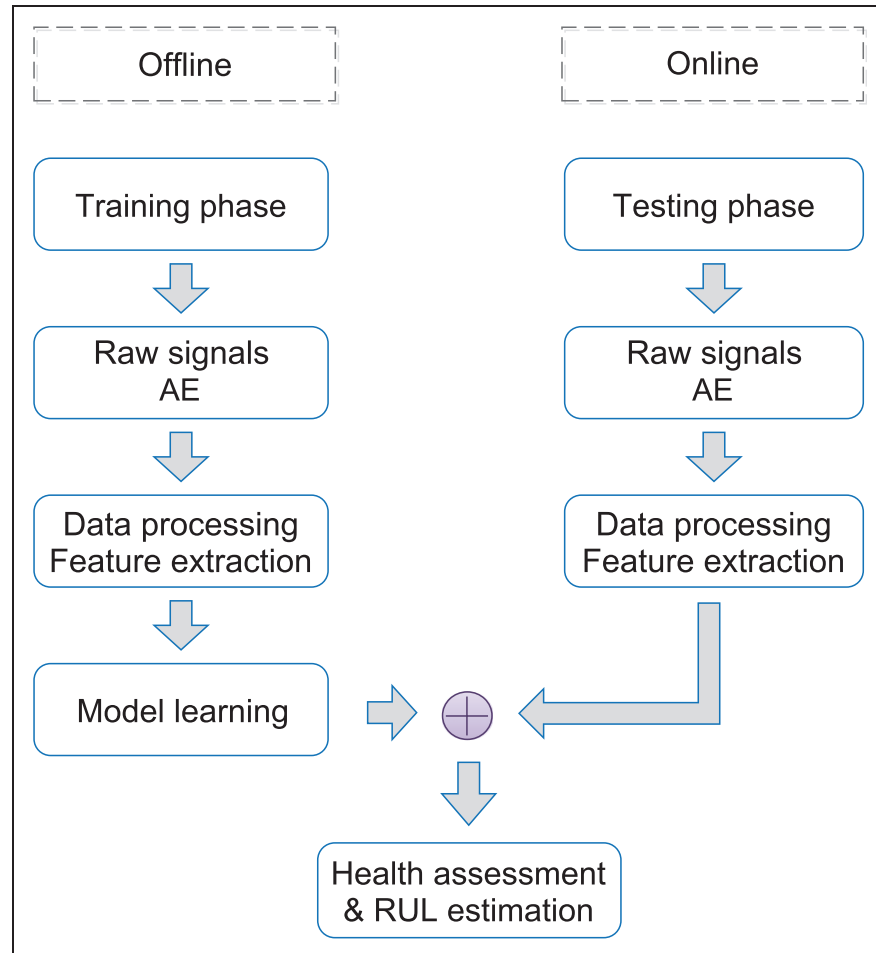 Offline
Online
Training phase
Testing phase
Raw signals
AE
Raw signals
AE
Data processing
Feature extraction
Data processing
Feature extraction
Model learning
Health assessment
& RUL estimation